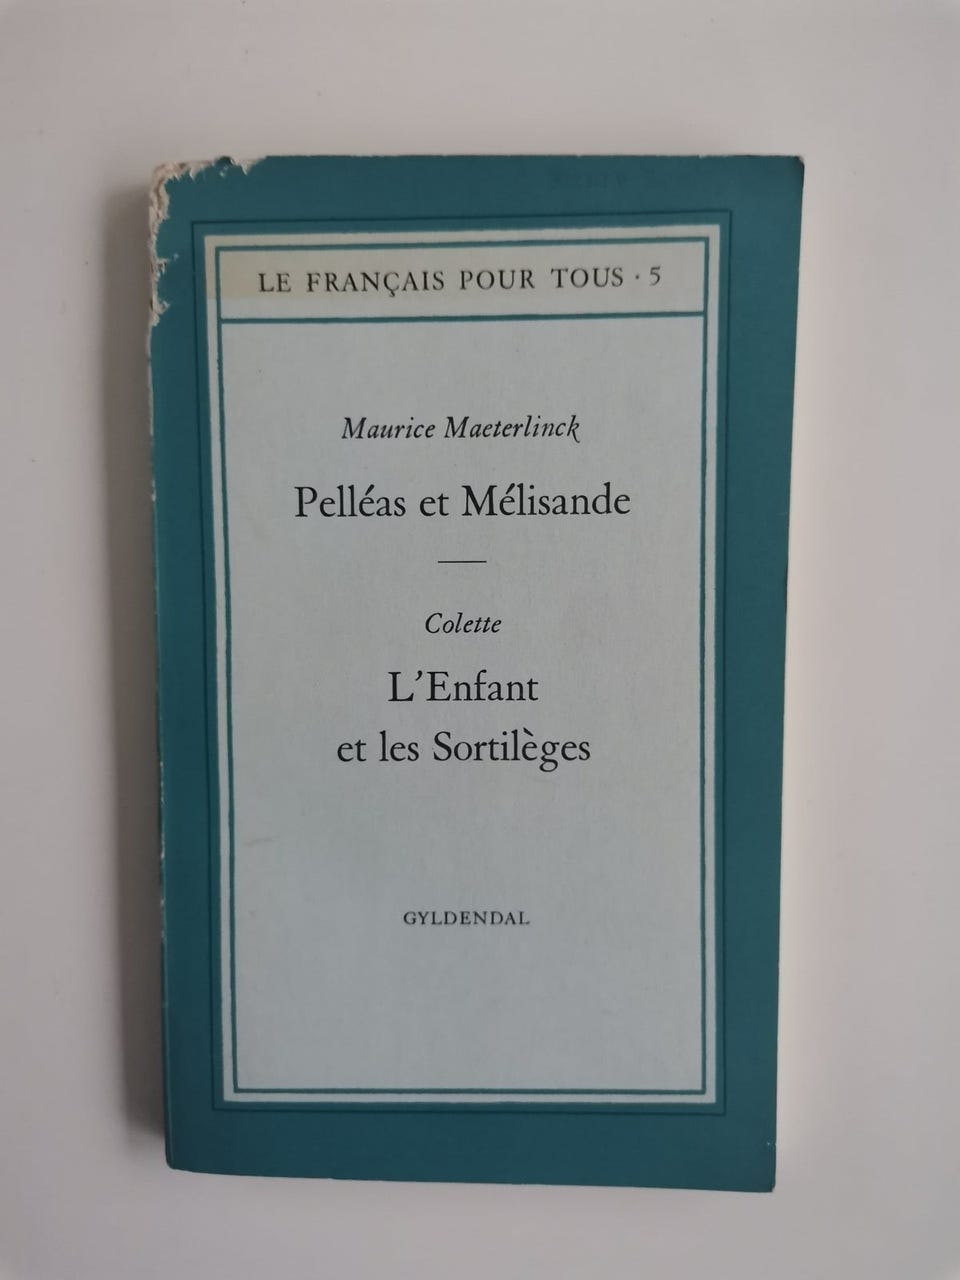 LE FRANÇAIS POUR TOUS · 5
Maurice Maeterlinck
Pelléas et Mélisande
Colette
L'Enfant
et les Sortilèges
GYLDENDAL